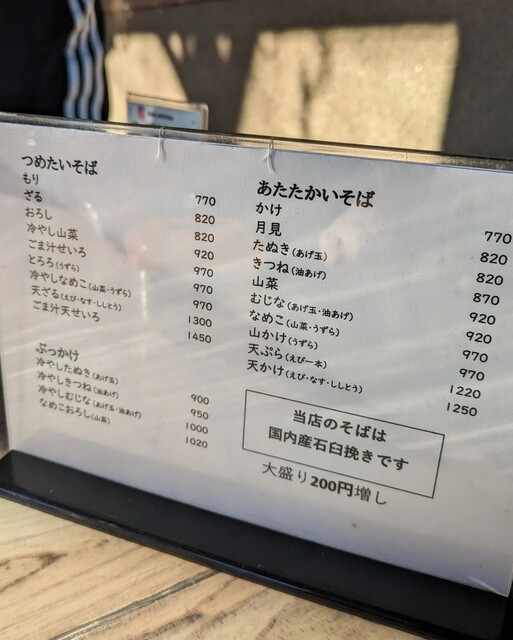 つめたいそば
もり 770
ざる 820
おろし 820
冷やし山菜 920
ごま汁せいろ 970
とろろ(うずら) 970
冷やしなめこ(山菜・うずら) 970
天ざる(えび・なす・ししとう) 1300
ごま汁天せいろ 1450
ぶっかけ
冷やしたぬき(あげ玉) 900
冷やしきつね(油あげ) 950
冷やしむじな(あげ玉・油あげ) 1000
なめこおろし(山菜) 1020
あたたかいそば
かけ 770
月見 820
たぬき(あげ玉) 820
きつね(油あげ) 870
山菜 920
むじな(あげ玉・油あげ) 920
なめこ(山菜・うずら) 970
山かけ(うずら) 970
天ぷら(えび一本) 1220
天かけ(えび・なす・ししとう) 1250
当店のそばは
国内産石臼挽きです
大盛り200円増し